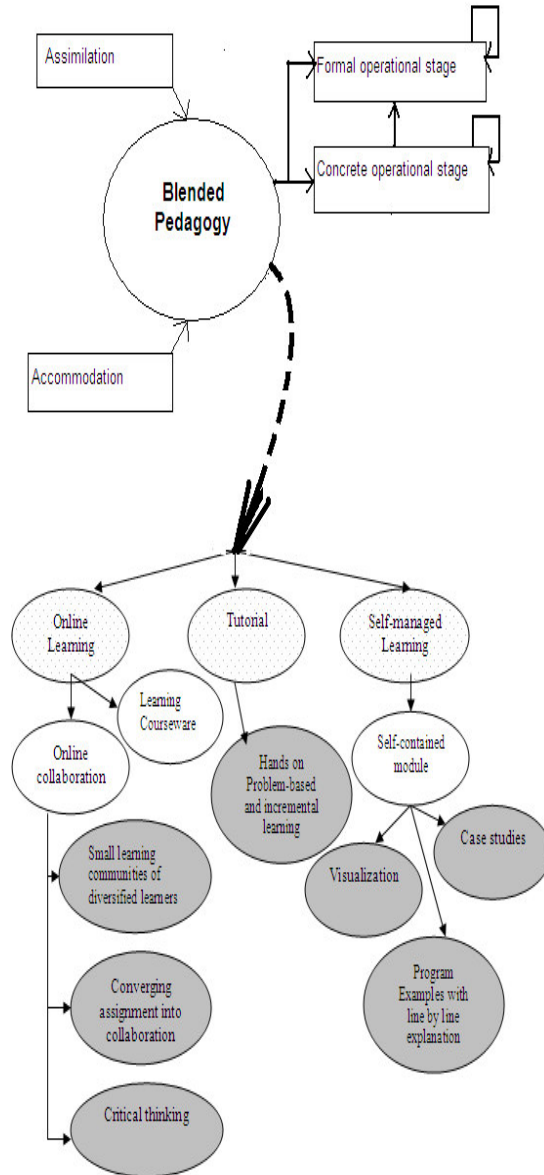 Assimilation
Formal operational stage
Concrete operational stage
Blended
Pedagogy
Accommodation
Online
Learning
Tutorial
Self-managed
Learning
Learning
Courseware
Online
collaboration
Hands on
Problem-based
and incremental
learning
Self-contained
module
Small learning
communities of
diversified learners
Visualization
Case studies
Converging
assignment into
collaboration
Program
Examples with
line by line
explanation
Critical thinking